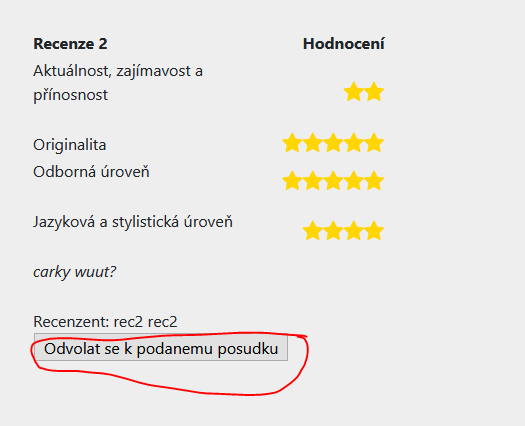 Recenze 2 Hodnocení
Aktuálnost, zajímavost a
přínosnost
Originalita
Odborná úroveň
Jazyková a stylistická úroveň
carky wuut?
Recenzent: rec2 rec2
Odvolat se k podanemu posudku